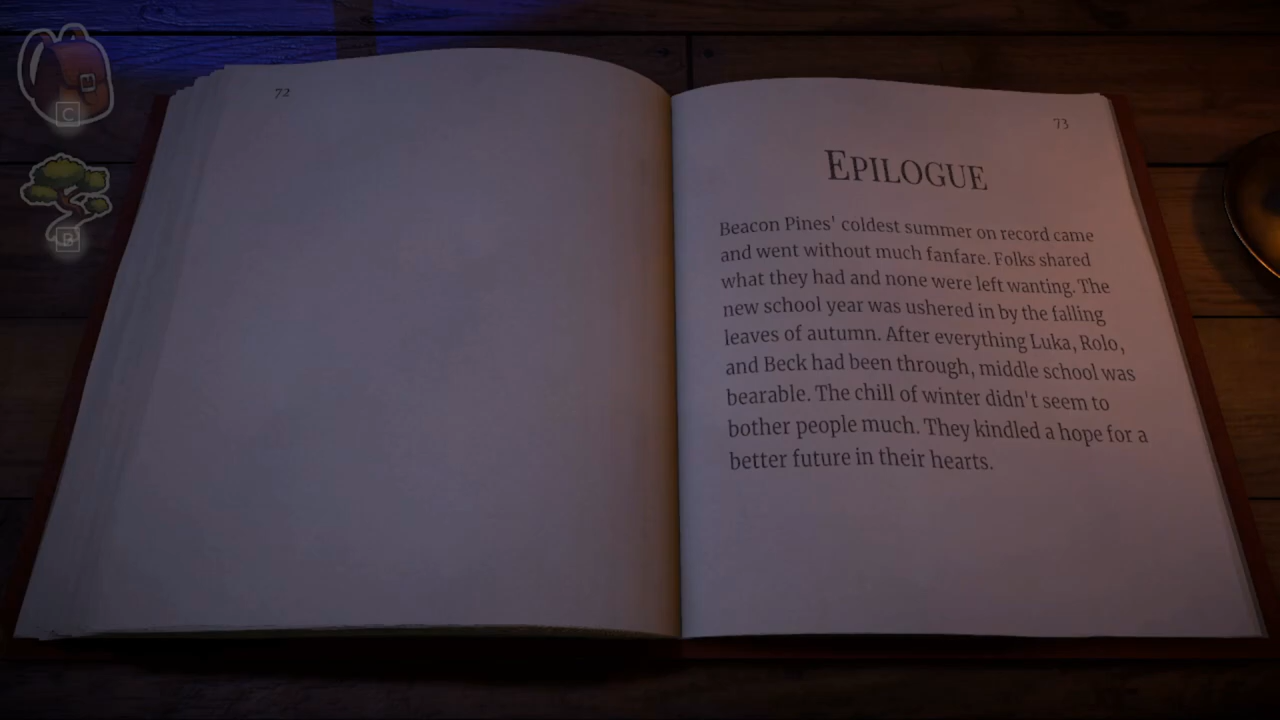 C
B
72
73
EPILOGUE
Beacon Pines' coldest summer on record came
and went without much fanfare. Folks shared
what they had and none were left wanting. The
new school year was ushered in by the falling
leaves of autumn. After everything Luka, Rolo,
and Beck had been through, middle school was
bearable. The chill of winter didn't seem to
bother people much. They kindled a hope for a
better future in their hearts.